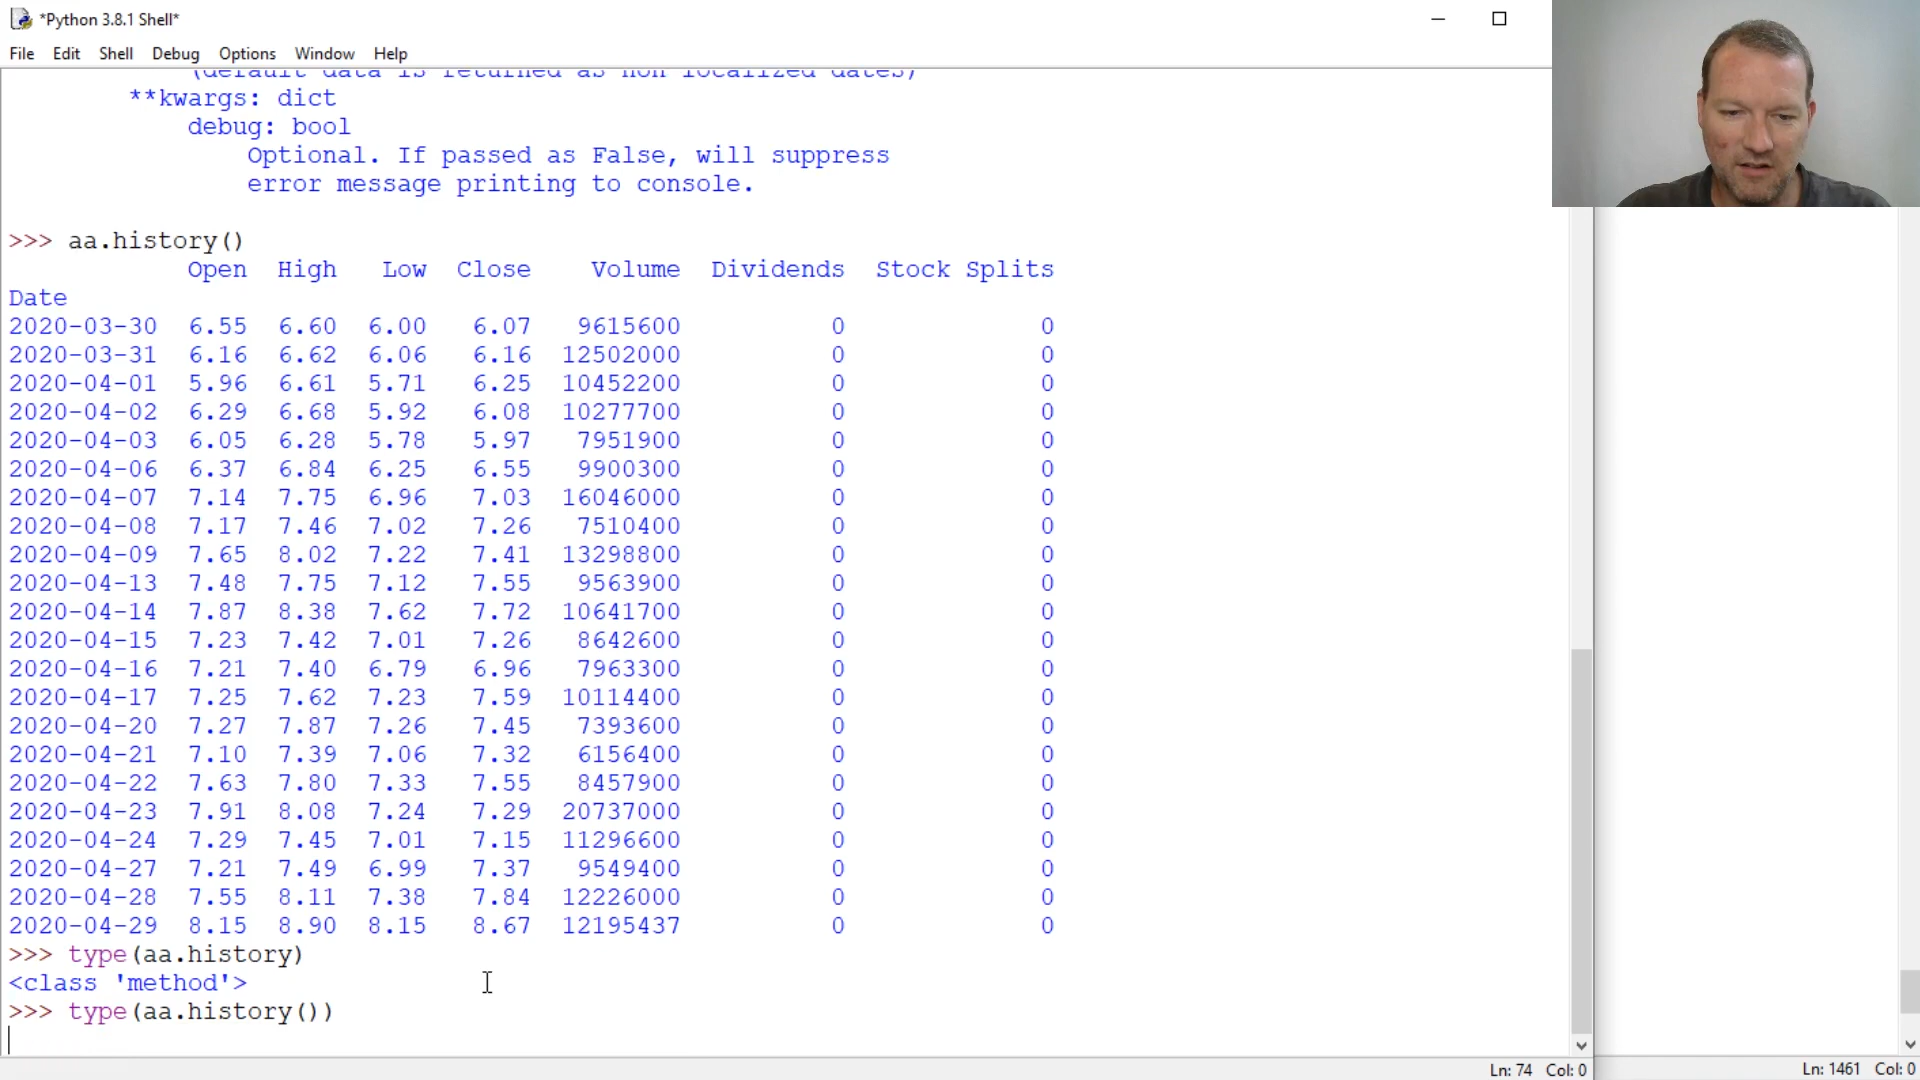 *Python 3.8.1 Shell*
File Edit Shell Debug Options Window Help
(default data is returned as non-localized dates)
**kwargs: dict
debug: bool
Optional. If passed as False, will suppress
error message printing to console.
>>> aa.history()
Open High Low Close Volume Dividends Stock Splits
Date
2020-03-30 6.55 6.60 6.00 6.07 9615600 0 0
2020-03-31 6.16 6.62 6.06 6.16 12502000 0 0
2020-04-01 5.96 6.61 5.71 6.25 10452200 0 0
2020-04-02 6.29 6.68 5.92 6.08 10277700 0 0
2020-04-03 6.05 6.28 5.78 5.97 7951900 0 0
2020-04-06 6.37 6.84 6.25 6.55 9900300 0 0
2020-04-07 7.14 7.75 6.96 7.03 16046000 0 0
2020-04-08 7.17 7.46 7.02 7.26 7510400 0 0
2020-04-09 7.65 8.02 7.22 7.41 13298800 0 0
2020-04-13 7.48 7.75 7.12 7.55 9563900 0 0
2020-04-14 7.87 8.38 7.62 7.72 10641700 0 0
2020-04-15 7.23 7.42 7.01 7.26 8642600 0 0
2020-04-16 7.21 7.40 6.79 6.96 7963300 0 0
2020-04-17 7.25 7.62 7.23 7.59 10114400 0 0
2020-04-20 7.27 7.87 7.26 7.45 7393600 0 0
2020-04-21 7.10 7.39 7.06 7.32 6156400 0 0
2020-04-22 7.63 7.80 7.33 7.55 8457900 0 0
2020-04-23 7.91 8.08 7.24 7.29 20737000 0 0
2020-04-24 7.29 7.45 7.01 7.15 11296600 0 0
2020-04-27 7.21 7.49 6.99 7.37 9549400 0 0
2020-04-28 7.55 8.11 7.38 7.84 12226000 0 0
2020-04-29 8.15 8.90 8.15 8.67 12195437 0 0
>>> type(aa.history)
<class 'method'>
>>> type(aa.history())
Ln: 74 Col: 0
Ln: 1461 Col: 0